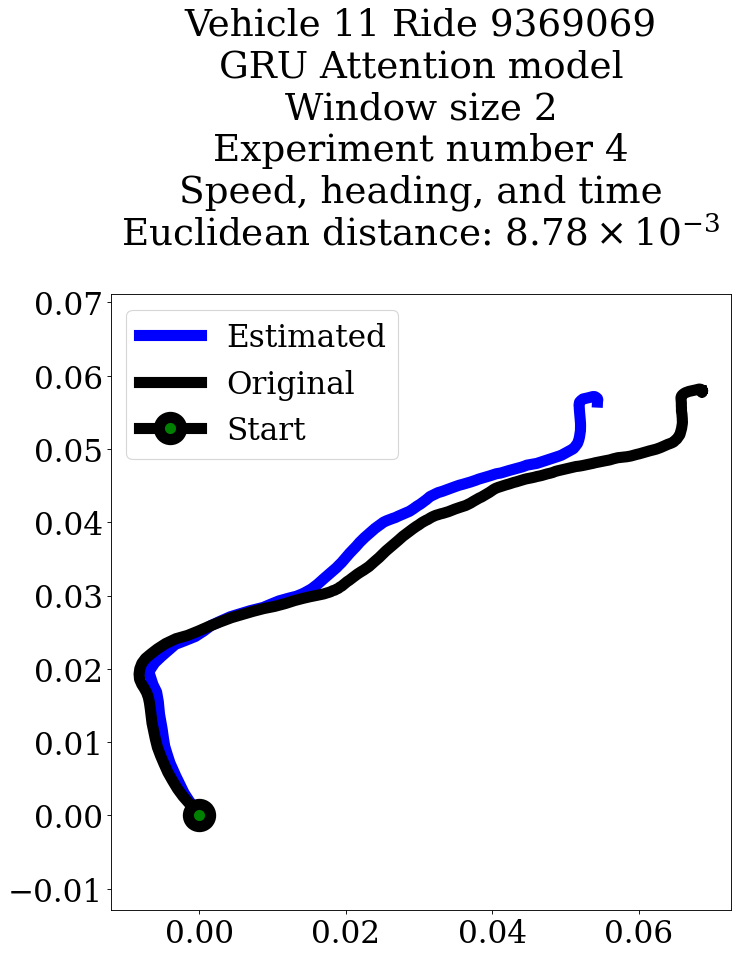 Vehicle 11 Ride 9369069
GRU Attention model
Window size 2
Experiment number 4
Speed, heading, and time
Euclidean distance: 8.78 × 10⁻³
0.07
Estimated
Original
Start
0.06
0.05
0.04
0.03
0.02
0.01
0.00
−0.01
0.00 0.02 0.04 0.06